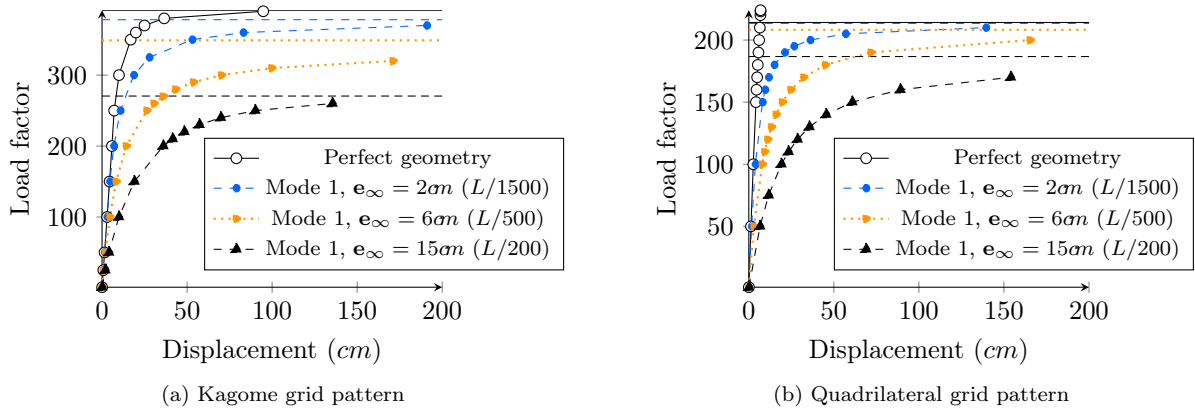 300
200
100
0
50
100
150
200
Load factor
Displacement (cm)
Perfect geometry
Mode 1, e∞ = 2cm (L/1500)
Mode 1, e∞ = 6cm (L/500)
Mode 1, e∞ = 15cm (L/200)
(a) Kagome grid pattern
200
150
100
50
0
50
100
150
200
Load factor
Displacement (cm)
Perfect geometry
Mode 1, e∞ = 2cm (L/1500)
Mode 1, e∞ = 6cm (L/500)
Mode 1, e∞ = 15cm (L/200)
(b) Quadrilateral grid pattern